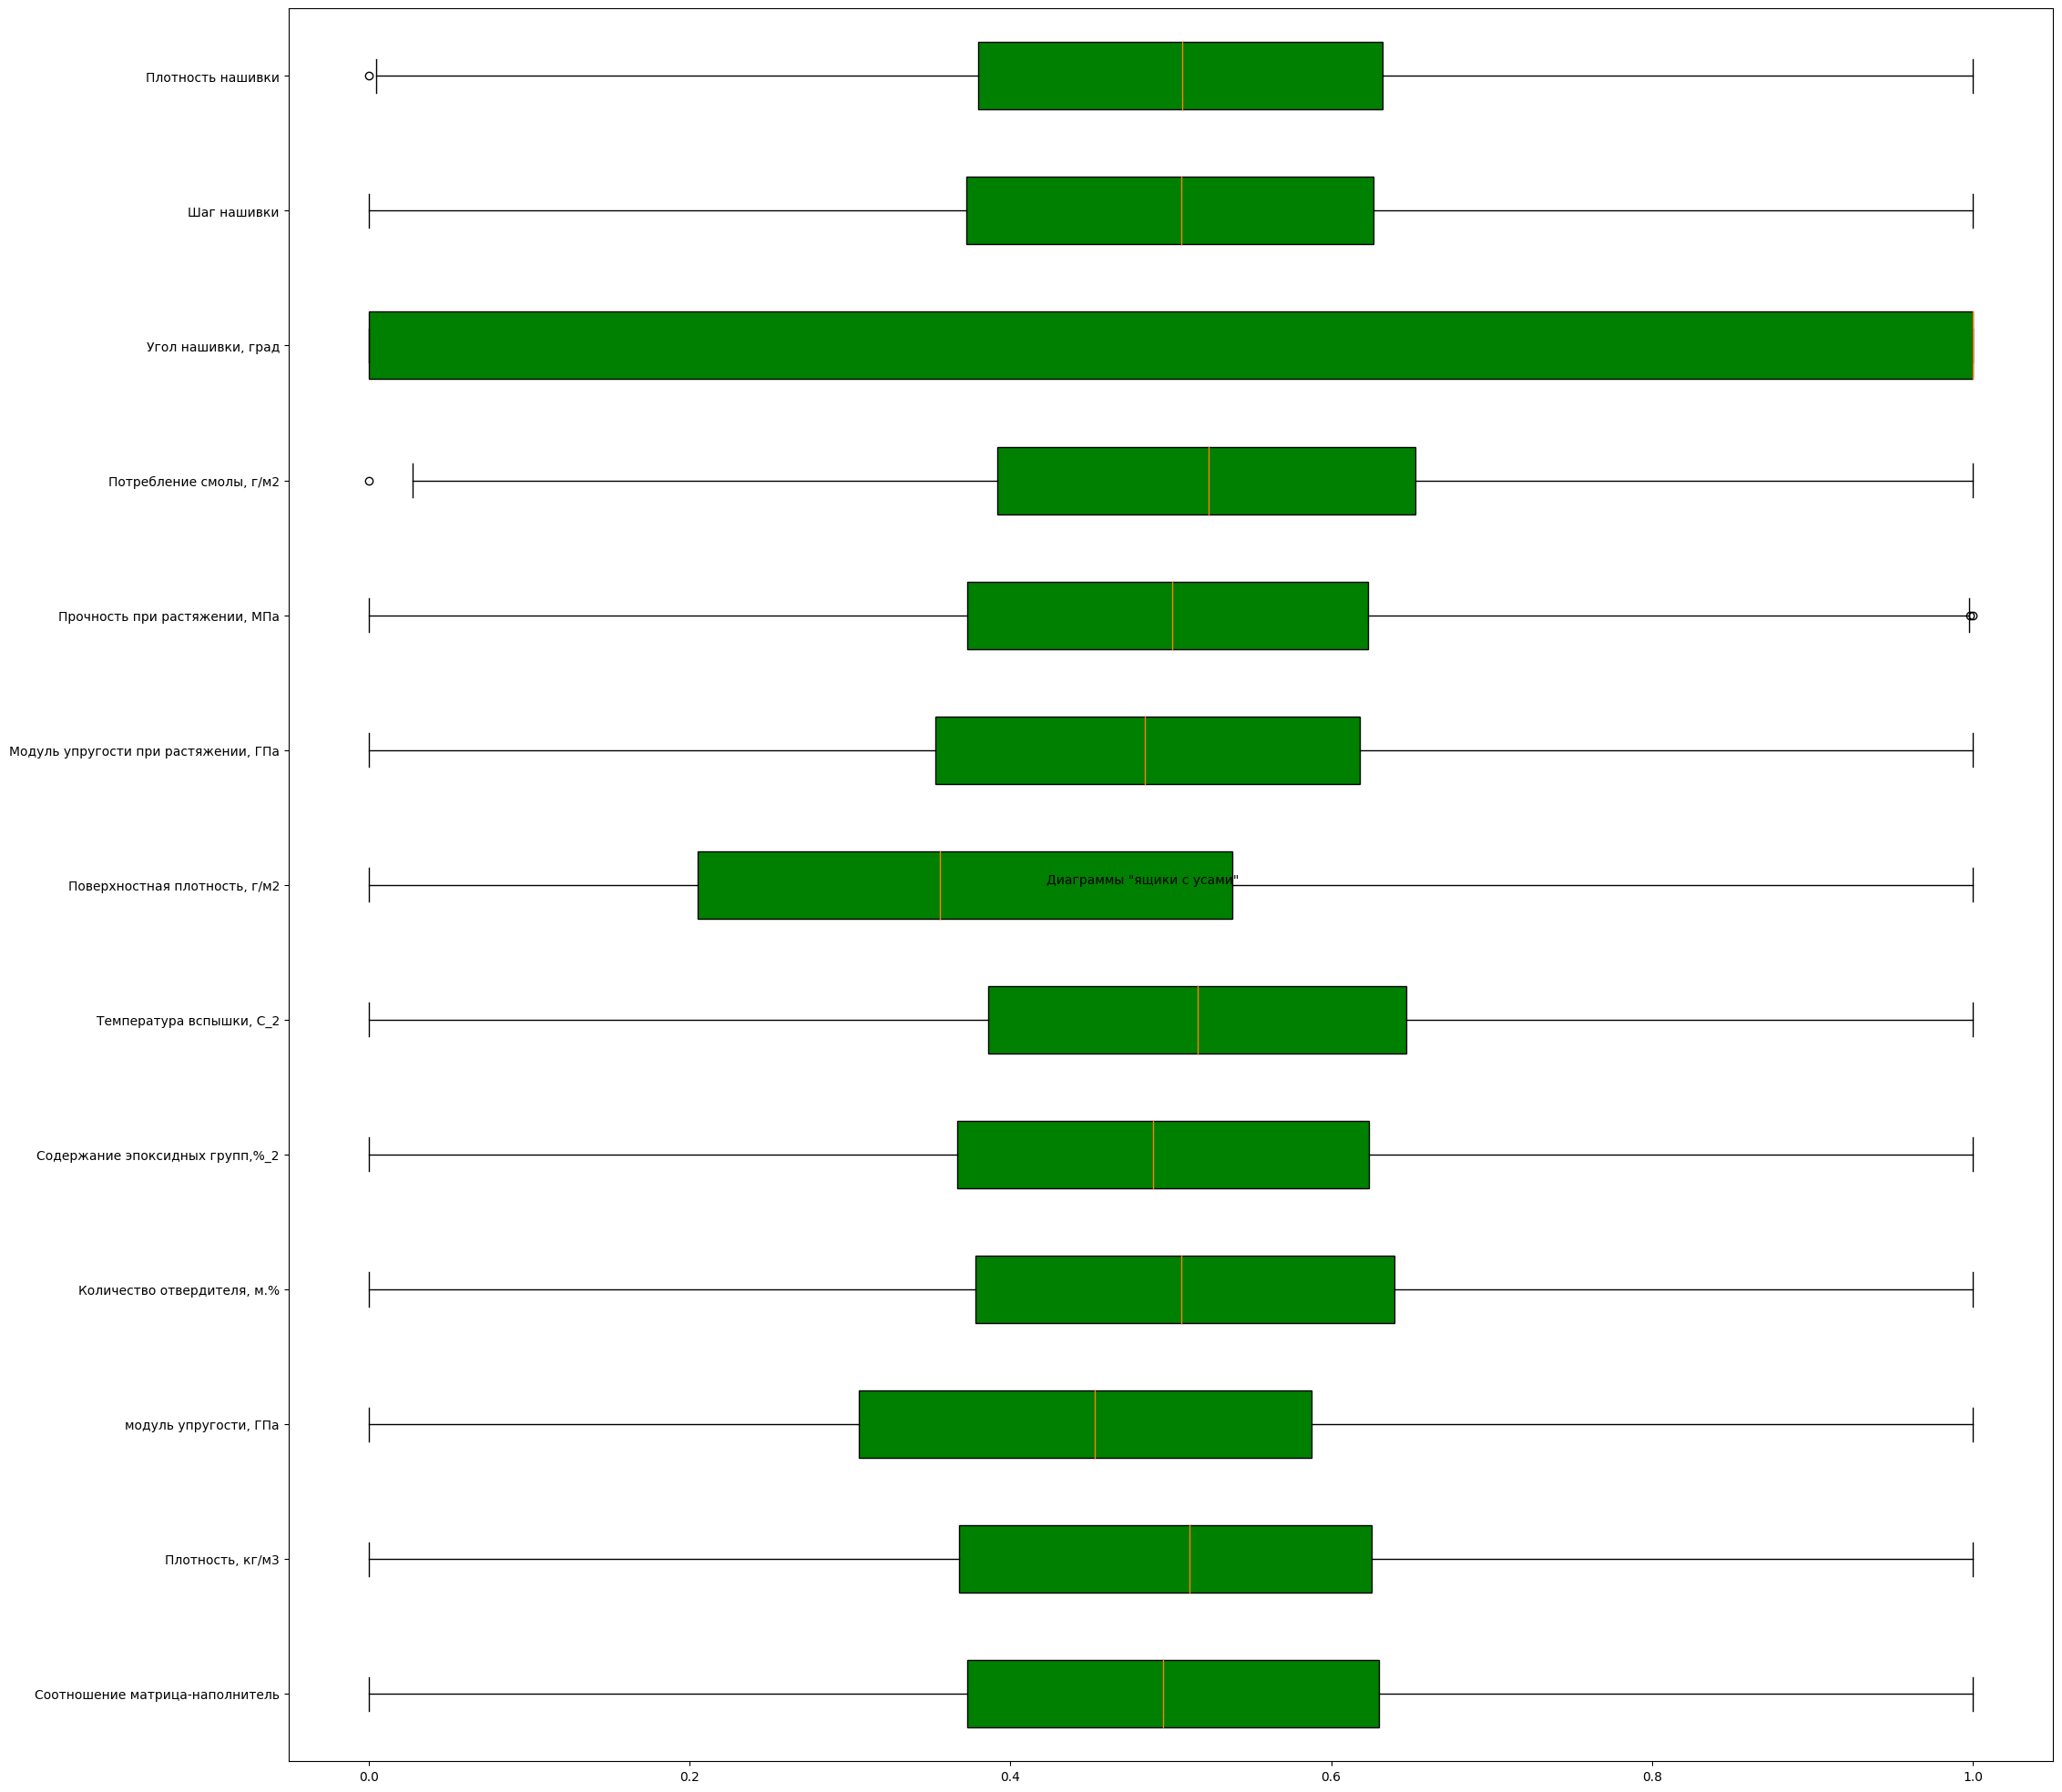 Плотность нашивки
Шаг нашивки
Угол нашивки, град
Потребление смолы, г/м2
Прочность при растяжении, МПа
Модуль упругости при растяжении, ГПа
Поверхностная плотность, г/м2
Диаграммы "ящики с усами"
Температура вспышки, С_2
Содержание эпоксидных групп,%_2
Количество отвердителя, м.%
модуль упругости, ГПа
Плотность, кг/м3
Соотношение матрица-наполнитель
0.0 0.2 0.4 0.6 0.8 1.0